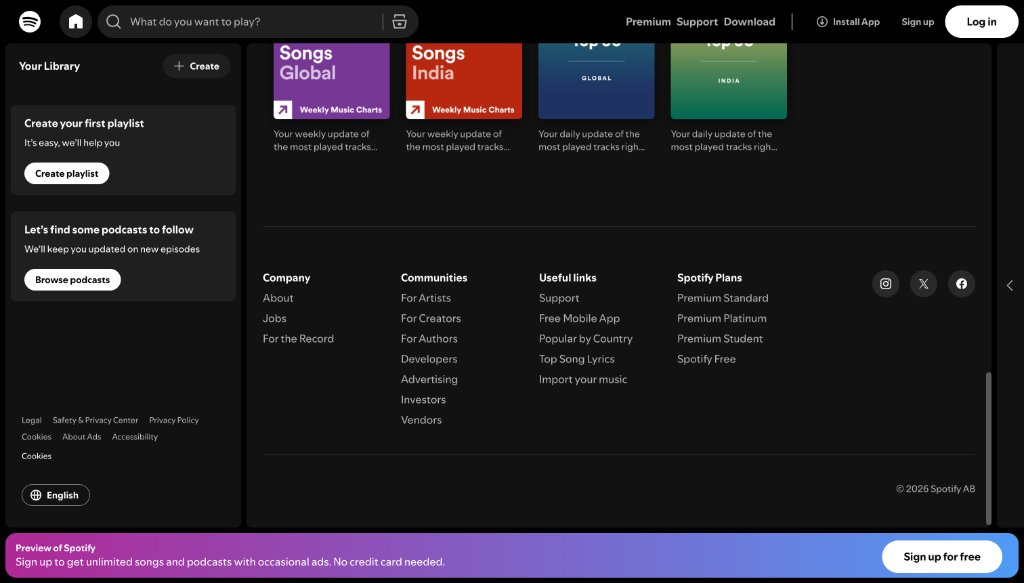 What do you want to play?
Premium Support Download
Install App
Sign up
Log in
Your Library
Create
Create your first playlist
It's easy, we'll help you
Create playlist
Let's find some podcasts to follow
We'll keep you updated on new episodes
Browse podcasts
Legal Safety & Privacy Center Privacy Policy
Cookies About Ads Accessibility
Cookies
English
Songs
Global
Weekly Music Charts
Your weekly update of
the most played tracks...
Songs
India
Weekly Music Charts
Your weekly update of
the most played tracks...
Top 50
GLOBAL
Your daily update of the
most played tracks righ...
Top 50
INDIA
Your daily update of the
most played tracks righ...
Company
About
Jobs
For the Record
Communities
For Artists
For Creators
For Authors
Developers
Advertising
Investors
Vendors
Useful links
Support
Free Mobile App
Popular by Country
Top Song Lyrics
Import your music
Spotify Plans
Premium Standard
Premium Platinum
Premium Student
Spotify Free
© 2026 Spotify AB
Preview of Spotify
Sign up to get unlimited songs and podcasts with occasional ads. No credit card needed.
Sign up for free